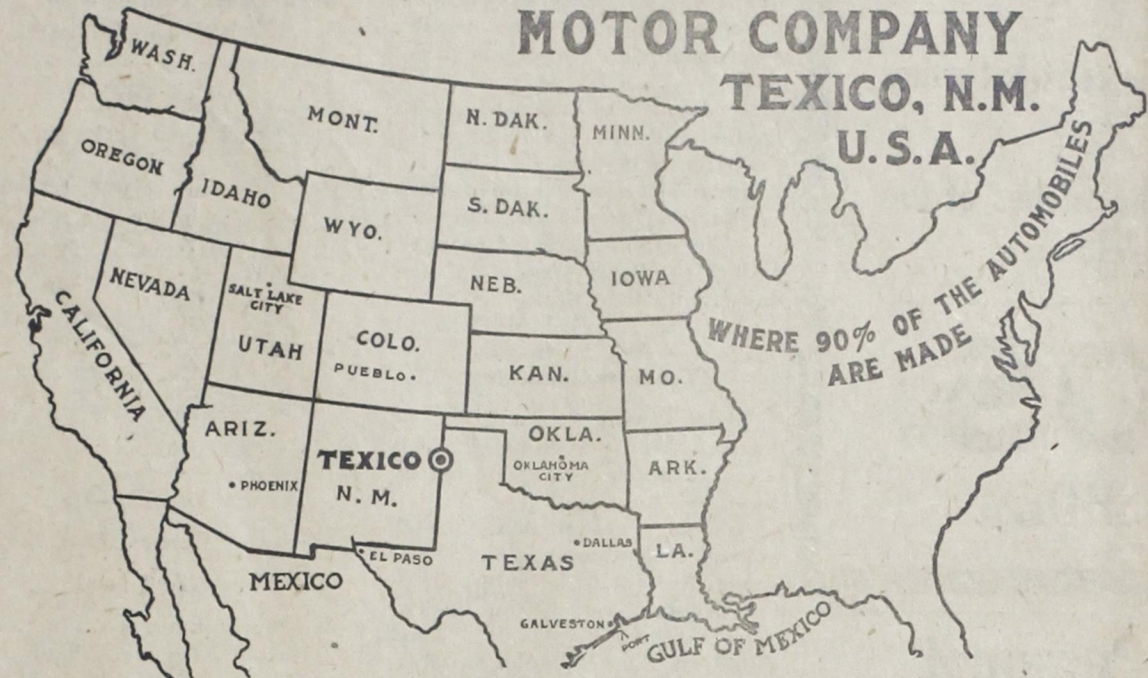 MOTOR COMPANY
TEXICO, N.M.
U.S.A.
WASH.
MONT.
N. DAK.
MINN.
OREGON
IDAHO
WYO.
S. DAK.
NEVADA
SALT LAKE
CITY
UTAH
NEB.
IOWA
CALIFORNIA
COLO.
PUEBLO.
KAN.
MO.
WHERE 90% OF THE AUTOMOBILES
ARE MADE
ARIZ.
PHOENIX
TEXICO
N. M.
OKLA.
OKLAHOMA
CITY
ARK.
EL PASO
TEXAS
DALLAS
LA.
MEXICO
GALVESTON
PORT
GULF OF MEXICO